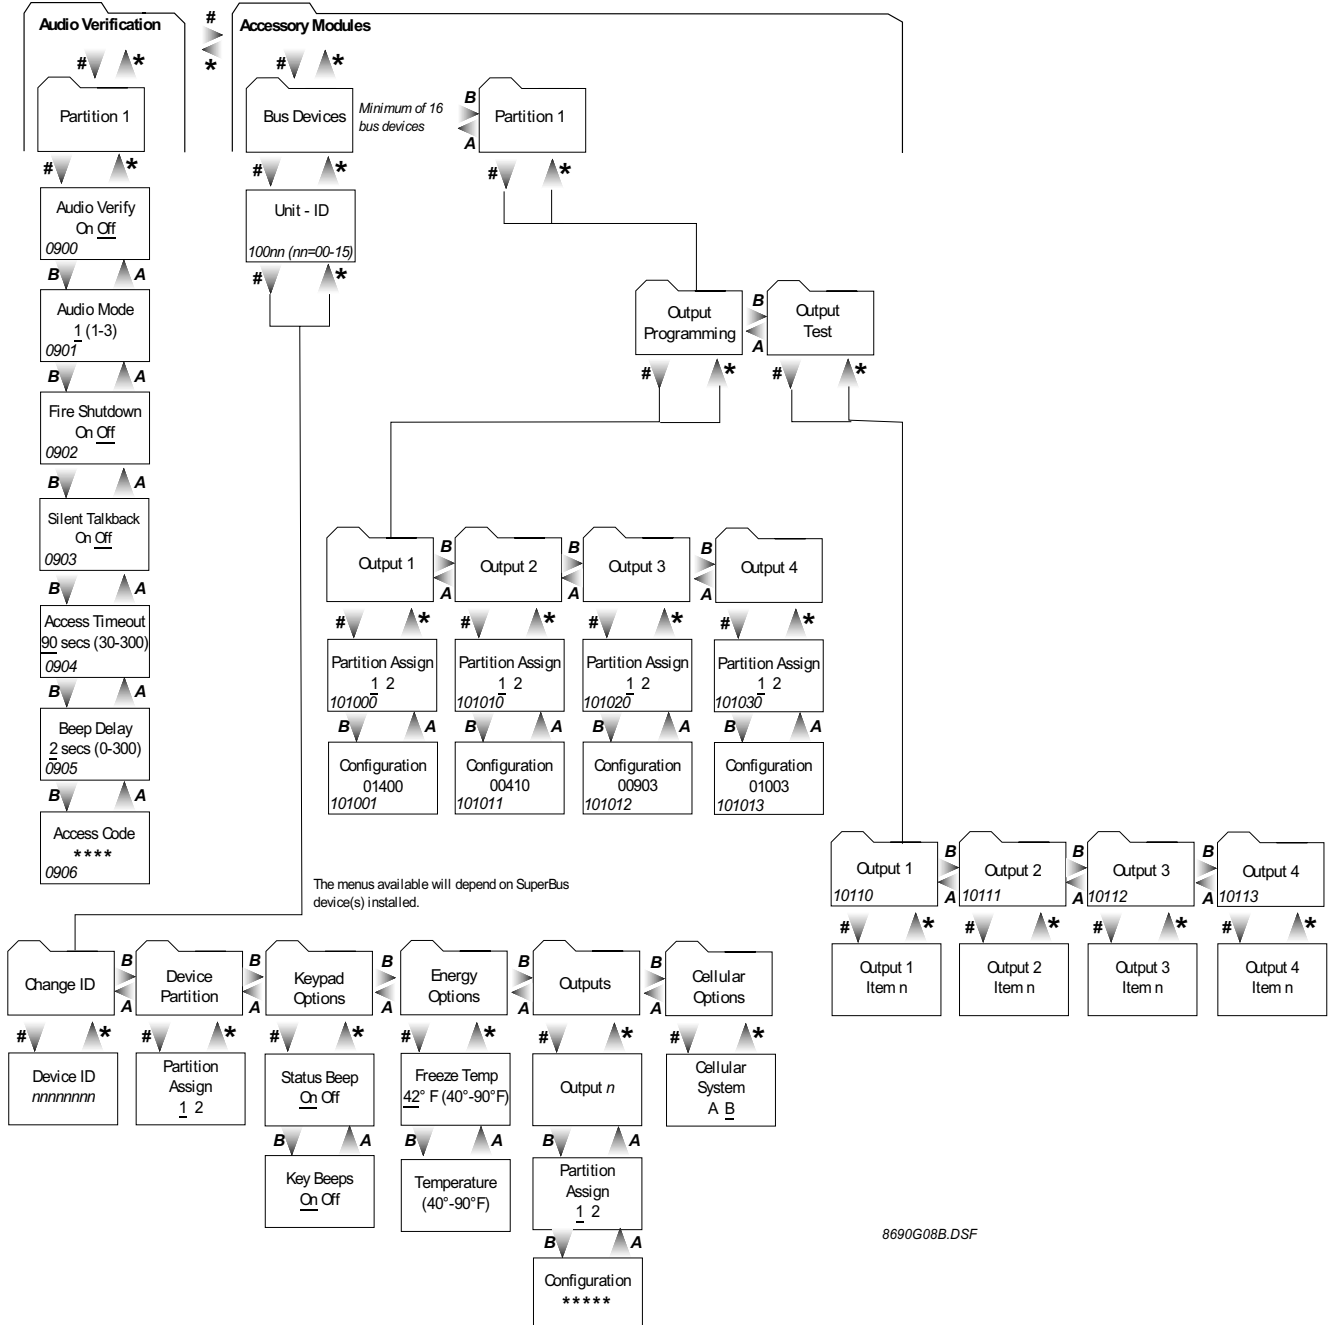 Audio Verification
#
*
Accessory Modules
#
*
#
*
Partition 1
Bus Devices
Minimum of 16
bus devices
B
A
Partition 1
#
*
#
*
#
*
Audio Verify
On Off
0900
Unit - ID
100nn (nn=00-15)
B
A
#
*
Audio Mode
1 (1-3)
0901
Output
Programming
B
A
Output
Test
B
A
#
*
#
*
Fire Shutdown
On Off
0902
B
A
Silent Talkback
On Off
0903
Output 1
B
A
Output 2
B
A
Output 3
B
A
Output 4
B
A
#
*
#
*
#
*
#
*
Access Timeout
90 secs (30-300)
0904
Partition Assign
1 2
101000
Partition Assign
1 2
101010
Partition Assign
1 2
101020
Partition Assign
1 2
101030
B
A
B
A
B
A
B
A
B
A
Beep Delay
2 secs (0-300)
0905
Configuration
01400
101001
Configuration
00410
101011
Configuration
00903
101012
Configuration
01003
101013
B
A
Access Code
****
0906
Output 1
10110
B
A
Output 2
10111
B
A
Output 3
10112
B
A
Output 4
10113
The menus available will depend on SuperBus
device(s) installed.
#
*
#
*
#
*
#
*
Output 1
Item n
Output 2
Item n
Output 3
Item n
Output 4
Item n
Change ID
B
A
Device
Partition
B
A
Keypad
Options
B
A
Energy
Options
B
A
Outputs
B
A
Cellular
Options
#
*
#
*
#
*
#
*
#
*
#
*
Device ID
nnnnnnnn
Partition
Assign
1 2
Status Beep
On Off
Freeze Temp
42° F (40°-90°F)
Output n
Cellular
System
A B
B
A
B
A
B
A
Key Beeps
On Off
Temperature
(40°-90°F)
Partition
Assign
1 2
B
A
Configuration
*****
8690G08B.DSF